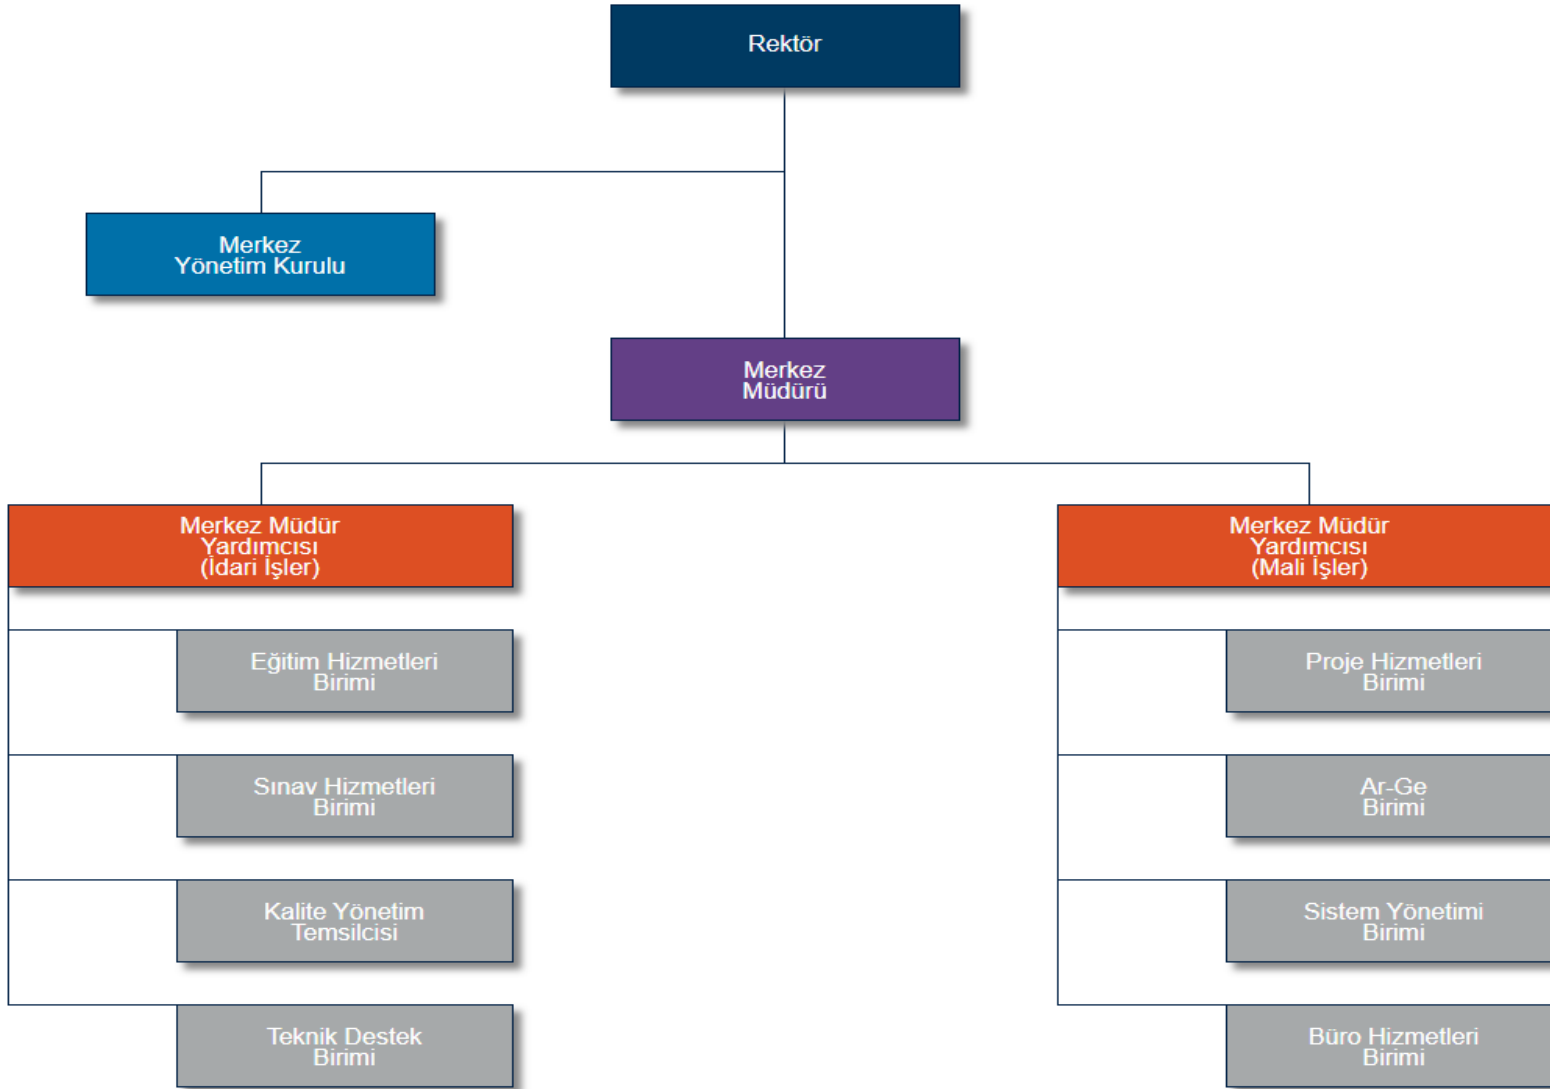 Rektör
Merkez
Yönetim Kurulu
Merkez
Müdürü
Merkez Müdür
Yardımcısı
(İdari İşler)
Eğitim Hizmetleri
Birimi
Sınav Hizmetleri
Birimi
Kalite Yönetim
Temsilcisi
Teknik Destek
Birimi
Merkez Müdür
Yardımcısı
(Mali İşler)
Proje Hizmetleri
Birimi
Ar-Ge
Birimi
Sistem Yönetimi
Birimi
Büro Hizmetleri
Birimi